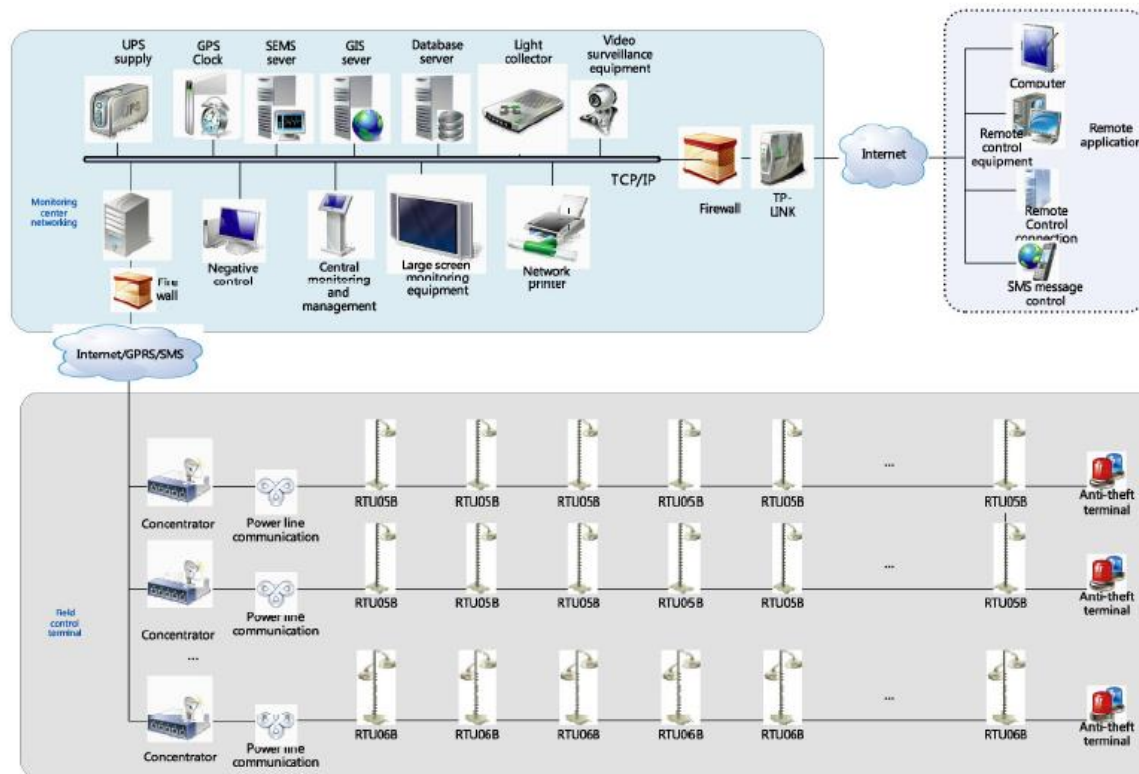 UPS
supply
GPS
Clock
SEMS
sever
GIS
sever
Database
server
Light
collector
Video
surveillance
equipment
UPS
TCP/IP
Monitoring
center
networking
Negative
control
Central
monitoring
and
management
Large screen
monitoring
equipment
Network
printer
Firewall
TP-
LINK
Internet
Computer
Remote
control
equipment
Remote
application
Remote
Control
connection
SMS message
control
Fire
wall
Internet/GPRS/SMS
Field
control
terminal
Concentrator
Power line
communication
RTU05B
RTU05B
RTU05B
RTU05B
RTU05B
...
RTU05B
Anti-theft
terminal
Concentrator
Power line
communication
RTU05B
RTU05B
RTU05B
RTU05B
RTU05B
...
RTU05B
Anti-theft
terminal
...
Concentrator
Power line
communication
RTU06B
RTU06B
RTU06B
RTU06B
RTU06B
...
RTU06B
Anti-theft
terminal